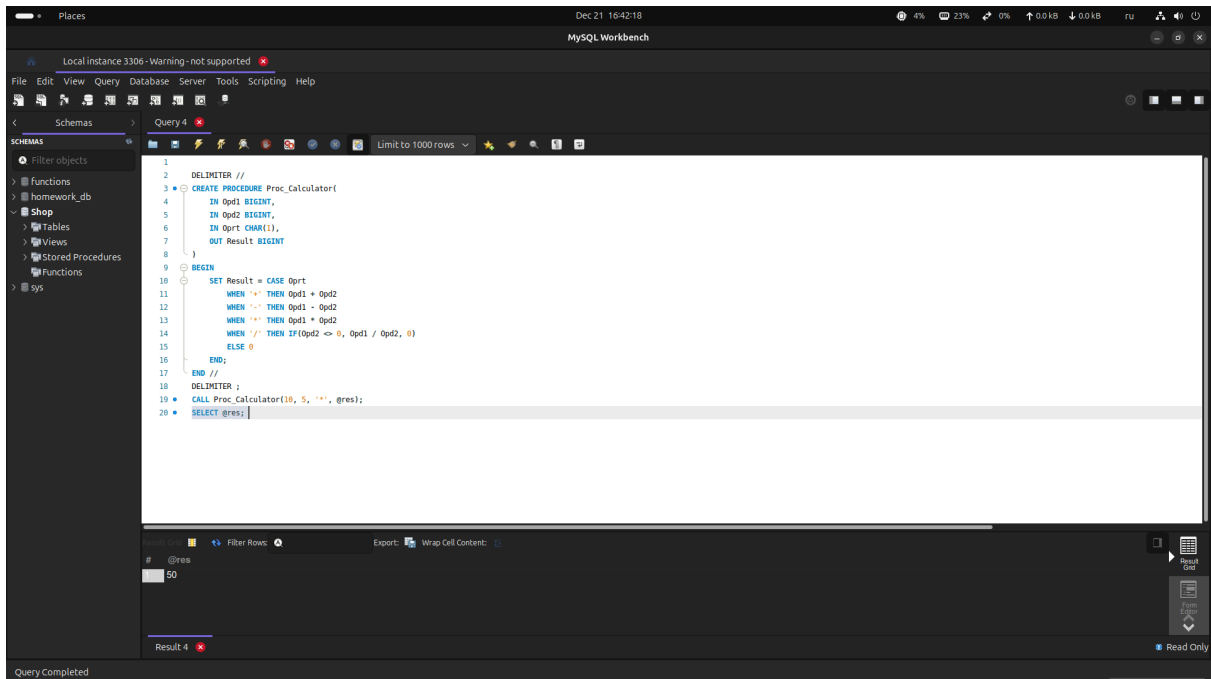 Places
Dec 21 16:42:18
4% 23% 0% 0.0 kB 0.0 kB ru
MySQL Workbench
Local instance 3306 - Warning - not supported
File Edit View Query Database Server Tools Scripting Help
Schemas
Query 4
SCHEMAS
Limit to 1000 rows
Filter objects
functions
homework_db
Shop
Tables
Views
Stored Procedures
Functions
sys
1
2 DELIMITER //
3 CREATE PROCEDURE Proc_Calculator(
4 IN Opd1 BIGINT,
5 IN Opd2 BIGINT,
6 IN Oprt CHAR(1),
7 OUT Result BIGINT
8 )
9 BEGIN
10 SET Result = CASE Oprt
11 WHEN '+' THEN Opd1 + Opd2
12 WHEN '-' THEN Opd1 - Opd2
13 WHEN '*' THEN Opd1 * Opd2
14 WHEN '/' THEN IF(Opd2 <> 0, Opd1 / Opd2, 0)
15 ELSE 0
16 END;
17 END //
18 DELIMITER ;
19 CALL Proc_Calculator(10, 5, '*', @res);
20 SELECT @res;
Result Grid Filter Rows: Export: Wrap Cell Content:
# @res
1 50
Result Grid
Form Editor
Result 4
Read Only
Query Completed